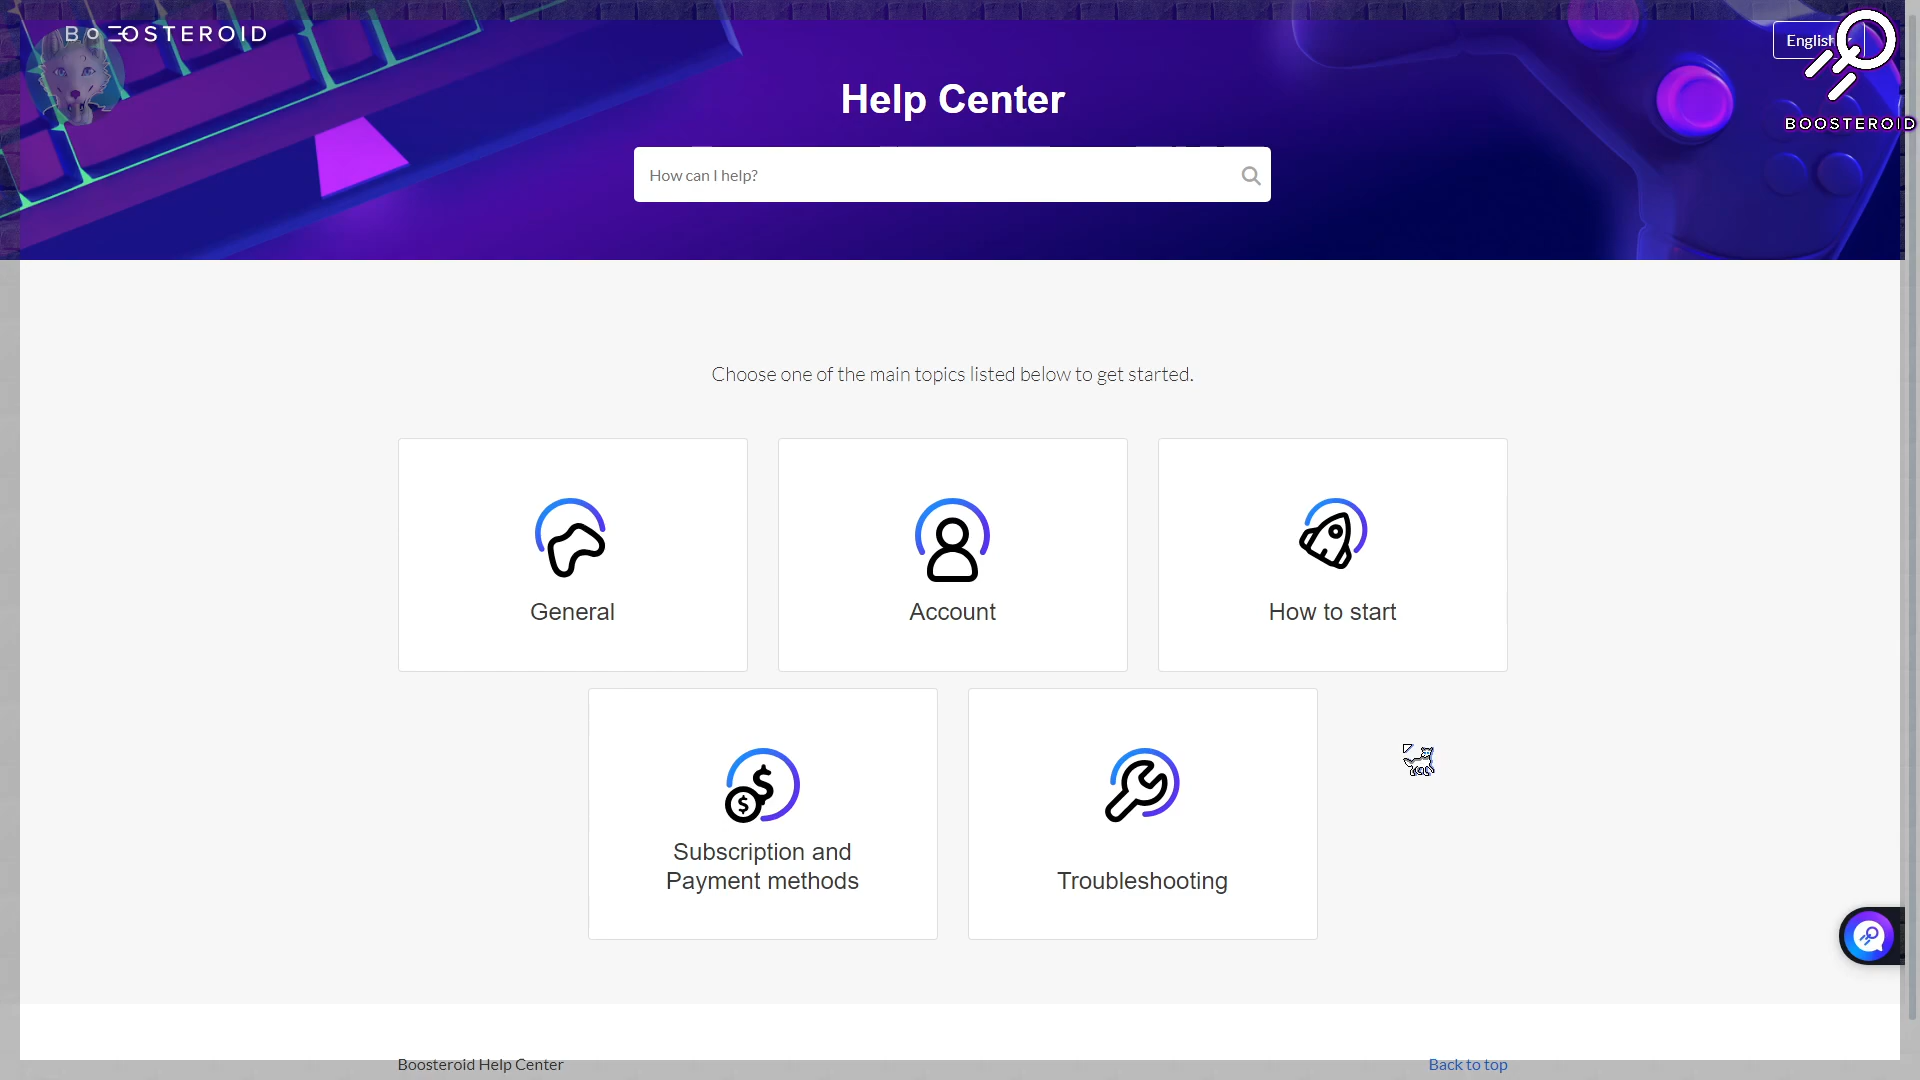 BOOSTEROID
English
BOOSTEROID
Help Center
How can I help?
Choose one of the main topics listed below to get started.
General
Account
How to start
Subscription and
Payment methods
Troubleshooting
Boosteroid Help Center
Back to top